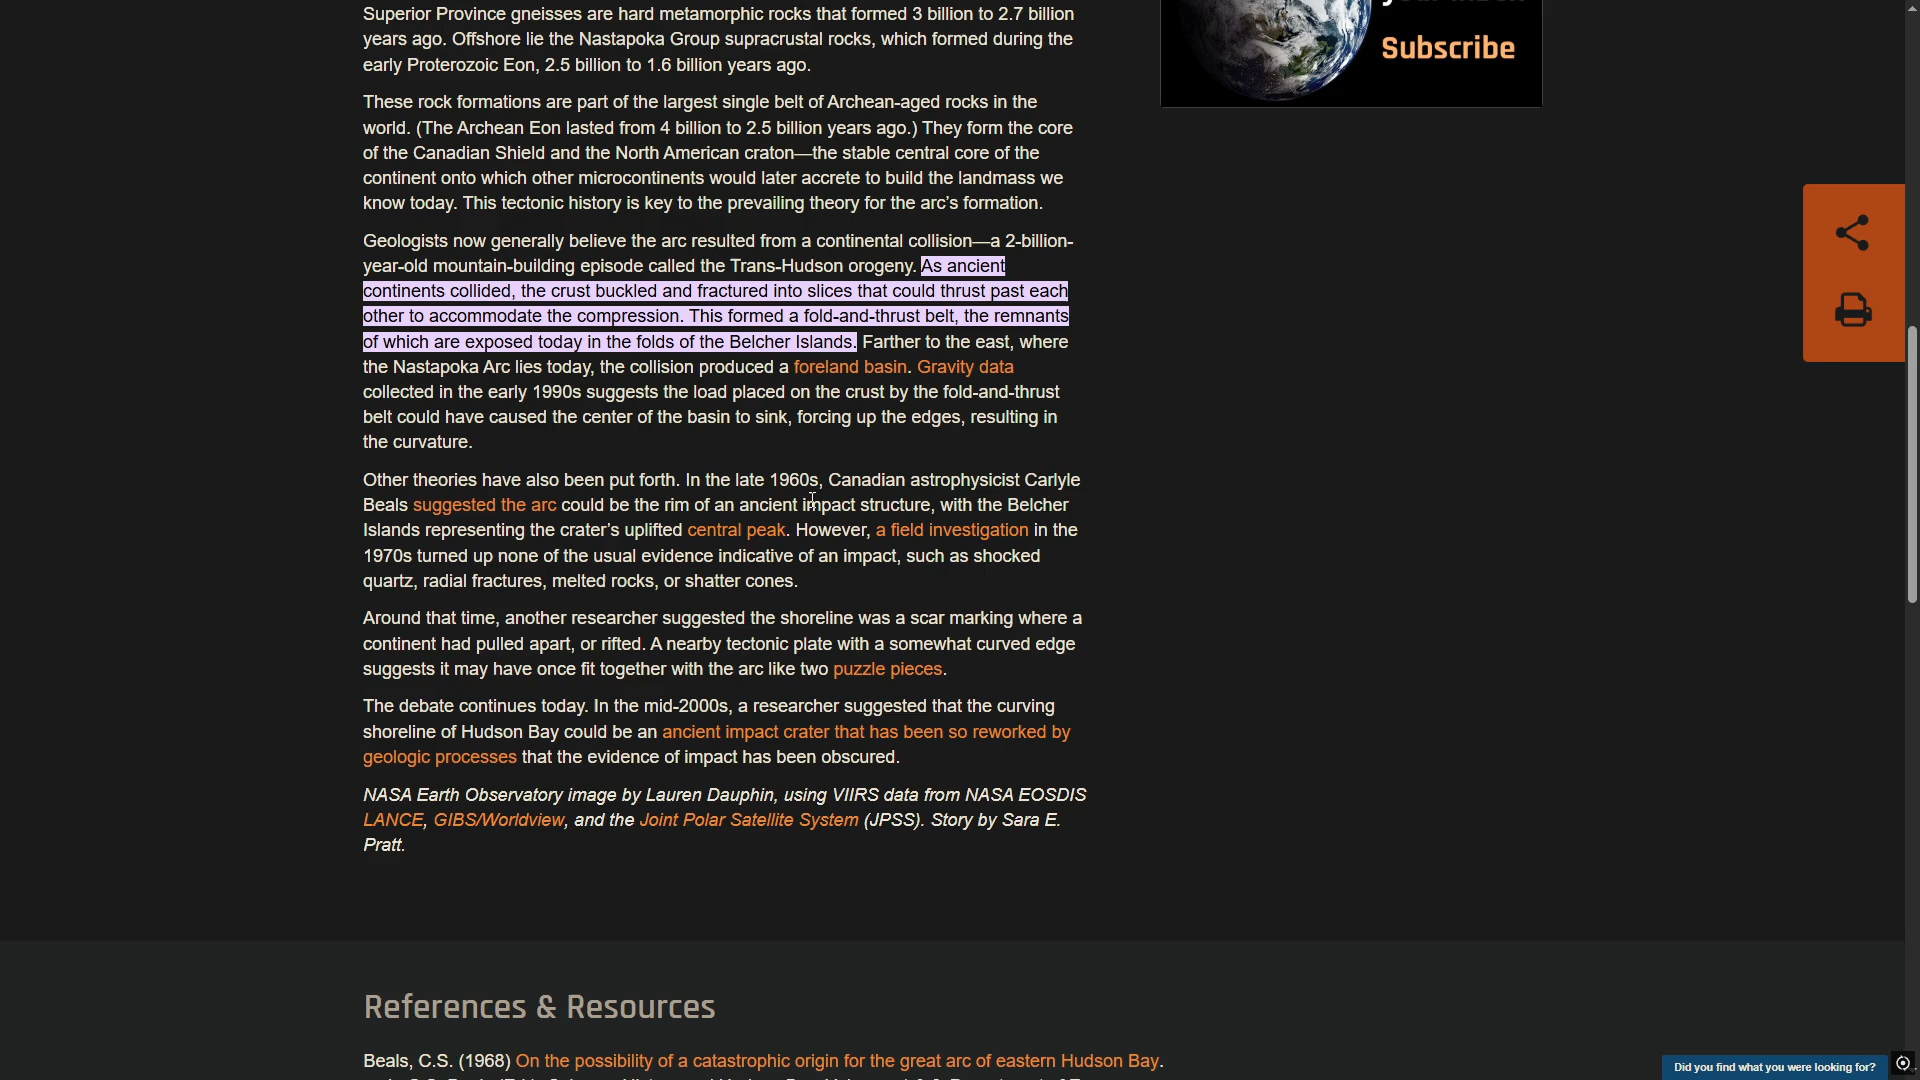 Superior Province gneisses are hard metamorphic rocks that formed 3 billion to 2.7 billion
years ago. Offshore lie the Nastapoka Group supracrustal rocks, which formed during the
early Proterozoic Eon, 2.5 billion to 1.6 billion years ago.
These rock formations are part of the largest single belt of Archean-aged rocks in the
world. (The Archean Eon lasted from 4 billion to 2.5 billion years ago.) They form the core
of the Canadian Shield and the North American craton—the stable central core of the
continent onto which other microcontinents would later accrete to build the landmass we
know today. This tectonic history is key to the prevailing theory for the arc's formation.
Geologists now generally believe the arc resulted from a continental collision—a 2-billion-
year-old mountain-building episode called the Trans-Hudson orogeny. As ancient
continents collided, the crust buckled and fractured into slices that could thrust past each
other to accommodate the compression. This formed a fold-and-thrust belt, the remnants
of which are exposed today in the folds of the Belcher Islands. Farther to the east, where
the Nastapoka Arc lies today, the collision produced a foreland basin. Gravity data
collected in the early 1990s suggests the load placed on the crust by the fold-and-thrust
belt could have caused the center of the basin to sink, forcing up the edges, resulting in
the curvature.
Other theories have also been put forth. In the late 1960s, Canadian astrophysicist Carlyle
Beals suggested the arc could be the rim of an ancient impact structure, with the Belcher
Islands representing the crater's uplifted central peak. However, a field investigation in the
1970s turned up none of the usual evidence indicative of an impact, such as shocked
quartz, radial fractures, melted rocks, or shatter cones.
Around that time, another researcher suggested the shoreline was a scar marking where a
continent had pulled apart, or rifted. A nearby tectonic plate with a somewhat curved edge
suggests it may have once fit together with the arc like two puzzle pieces.
The debate continues today. In the mid-2000s, a researcher suggested that the curving
shoreline of Hudson Bay could be an ancient impact crater that has been so reworked by
geologic processes that the evidence of impact has been obscured.
NASA Earth Observatory image by Lauren Dauphin, using VIIRS data from NASA EOSDIS
LANCE, GIBS/Worldview, and the Joint Polar Satellite System (JPSS). Story by Sara E.
Pratt.
Subscribe
References & Resources
Beals, C.S. (1968) On the possibility of a catastrophic origin for the great arc of eastern Hudson Bay.
Did you find what you were looking for?